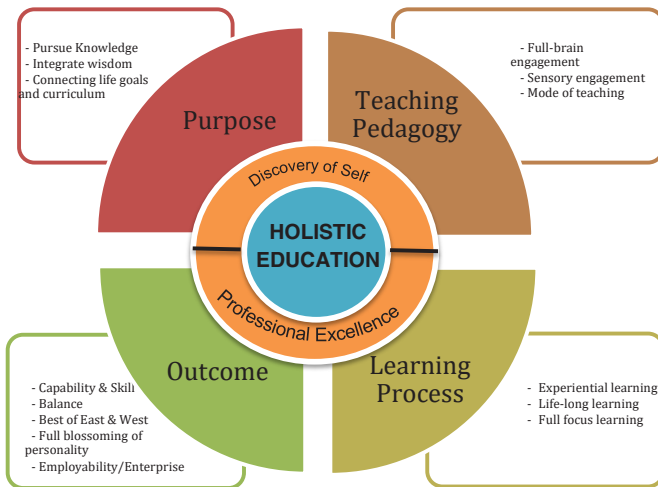 - Pursue Knowledge
- Integrate wisdom
- Connecting life goals
and curriculum
Purpose
- Full-brain
engagement
- Sensory engagement
- Mode of teaching
Teaching
Pedagogy
Discovery of Self
HOLISTIC
EDUCATION
Professional Excellence
Outcome
- Capability & Skill
- Balance
- Best of East & West
- Full blossoming of
personality
- Employability/Enterprise
Learning
Process
- Experiential learning
- Life-long learning
- Full focus learning